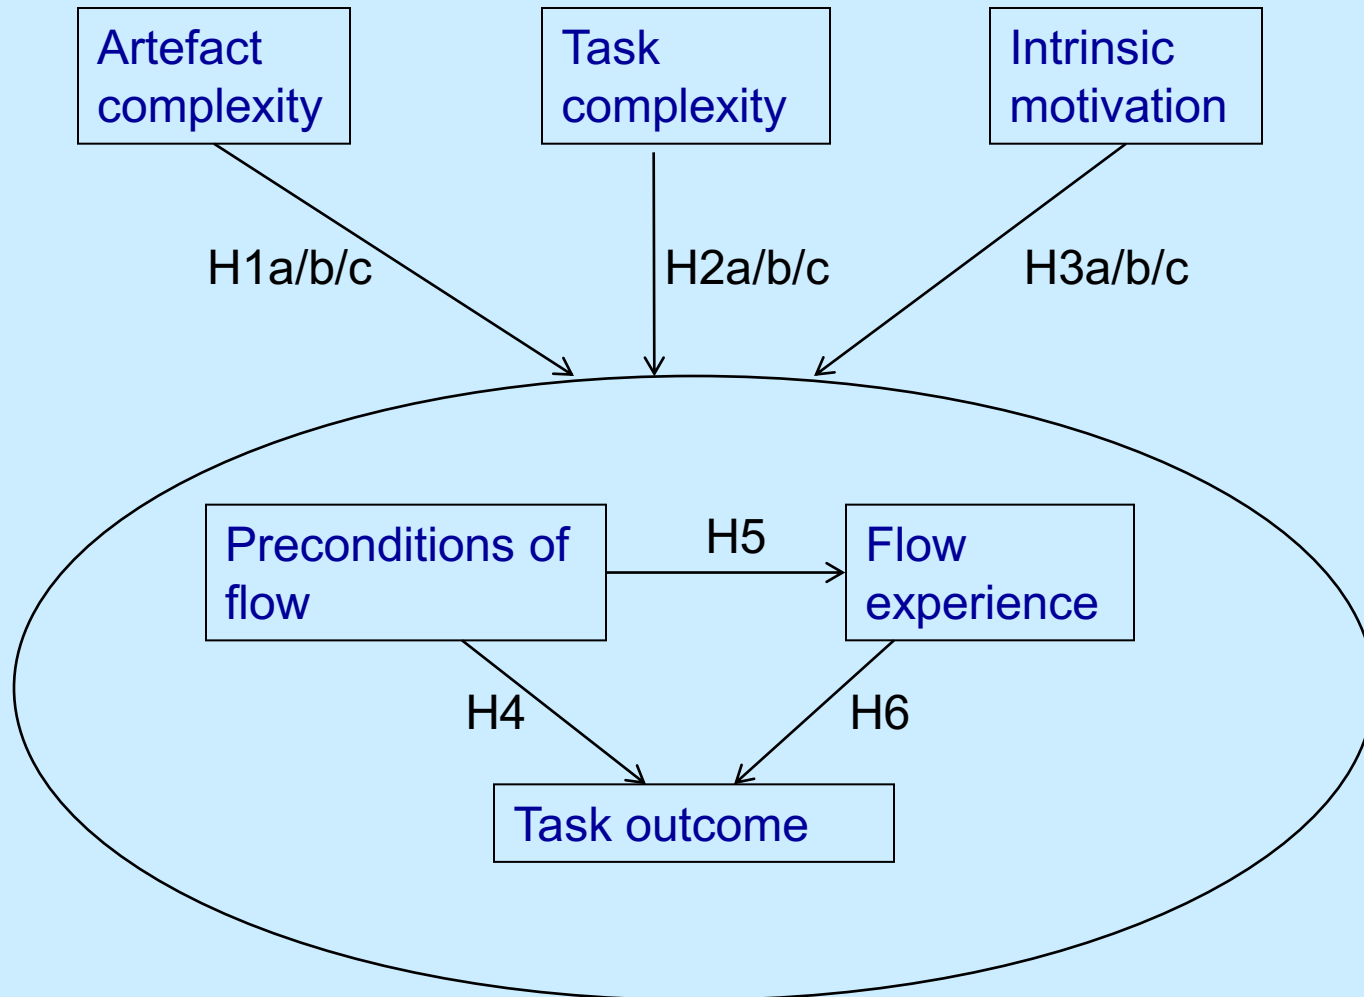 Artefact
complexity
Task
complexity
Intrinsic
motivation
H1a/b/c
H2a/b/c
H3a/b/c
Preconditions of
flow
H5
Flow
experience
H4
H6
Task outcome